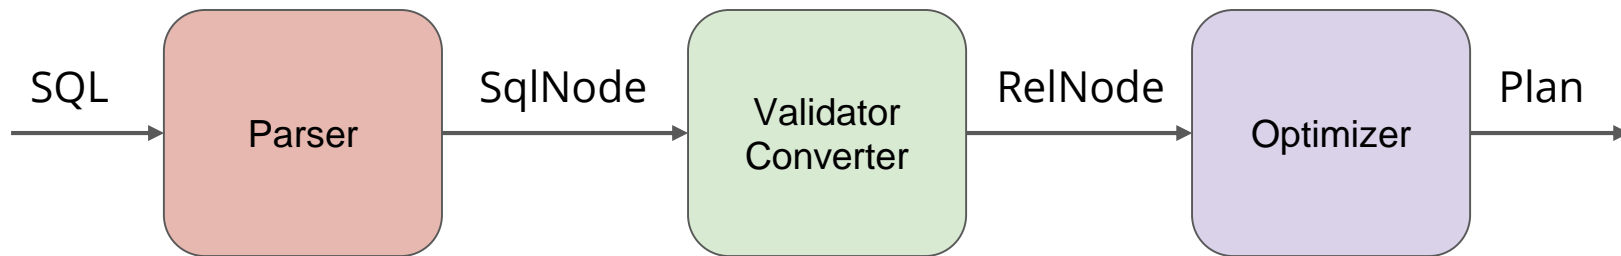 SQL
Parser
SqlNode
Validator
Converter
RelNode
Optimizer
Plan